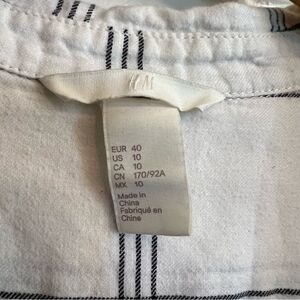 H&M
EUR 40
US 10
CA 10
CN 170/92A
MX 10
Made in
China
Fabriqué en
Chine